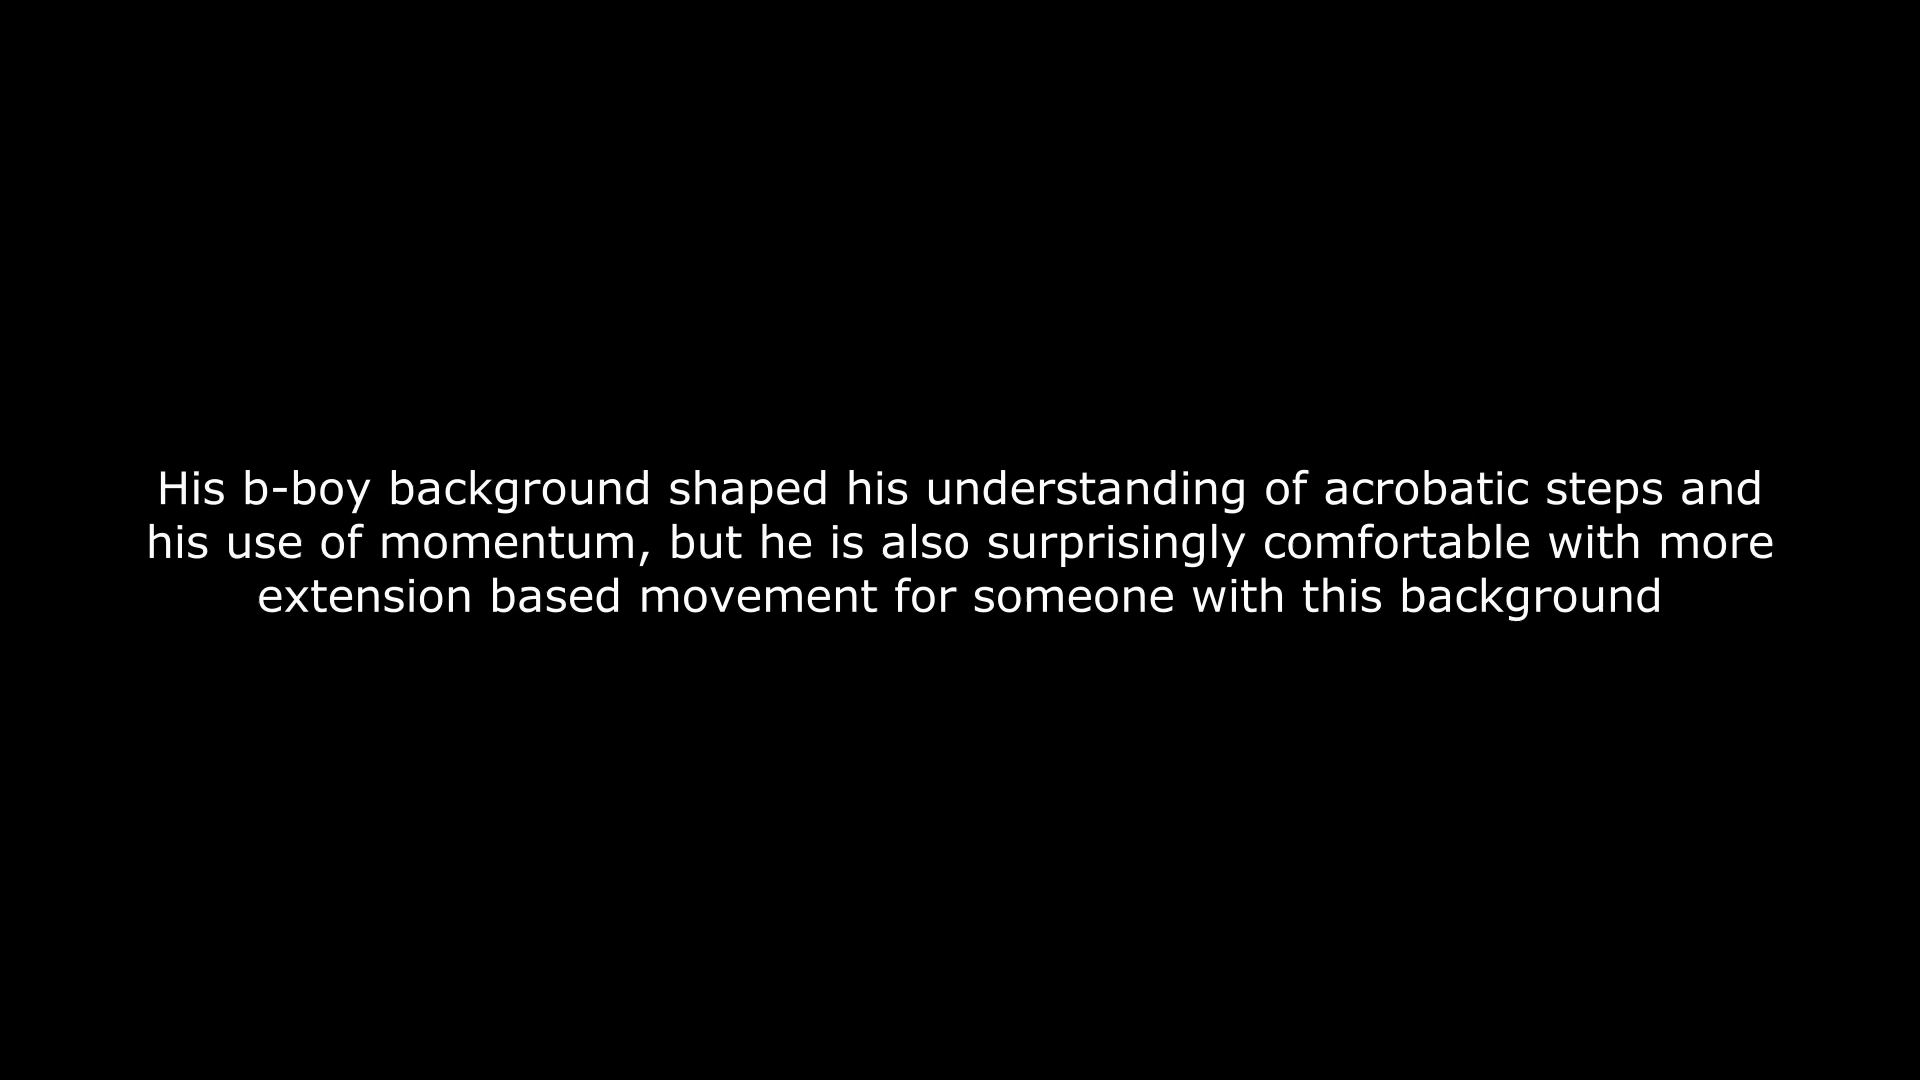 His b-boy background shaped his understanding of acrobatic steps and
his use of momentum, but he is also surprisingly comfortable with more
extension based movement for someone with this background